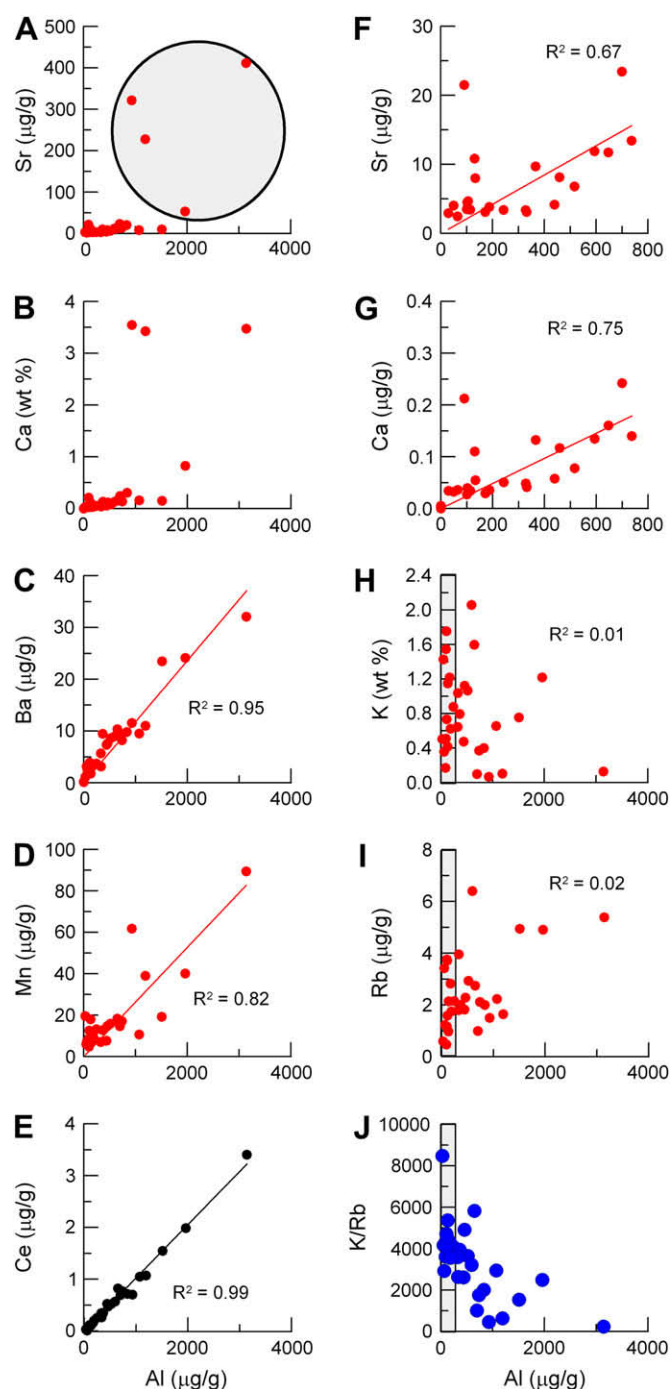 A
Sr (µg/g)
500
400
300
200
100
0
0 2000 4000
F
Sr (µg/g)
30
20
10
0
0 200 400 600 800
R² = 0.67
B
Ca (wt %)
4
3
2
1
0
0 2000 4000
G
Ca (µg/g)
0.4
0.3
0.2
0.1
0.0
0 200 400 600 800
R² = 0.75
C
Ba (µg/g)
40
30
20
10
0
0 2000 4000
R² = 0.95
H
K (wt %)
2.4
2.0
1.6
1.2
0.8
0.4
0.0
0 2000 4000
R² = 0.01
D
Mn (µg/g)
100
80
60
40
20
0
0 2000 4000
R² = 0.82
I
Rb (µg/g)
8
6
4
2
0
0 2000 4000
R² = 0.02
E
Ce (µg/g)
4
3
2
1
0
0 2000 4000
R² = 0.99
Al (µg/g)
J
K/Rb
10000
8000
6000
4000
2000
0
0 2000 4000
Al (µg/g)